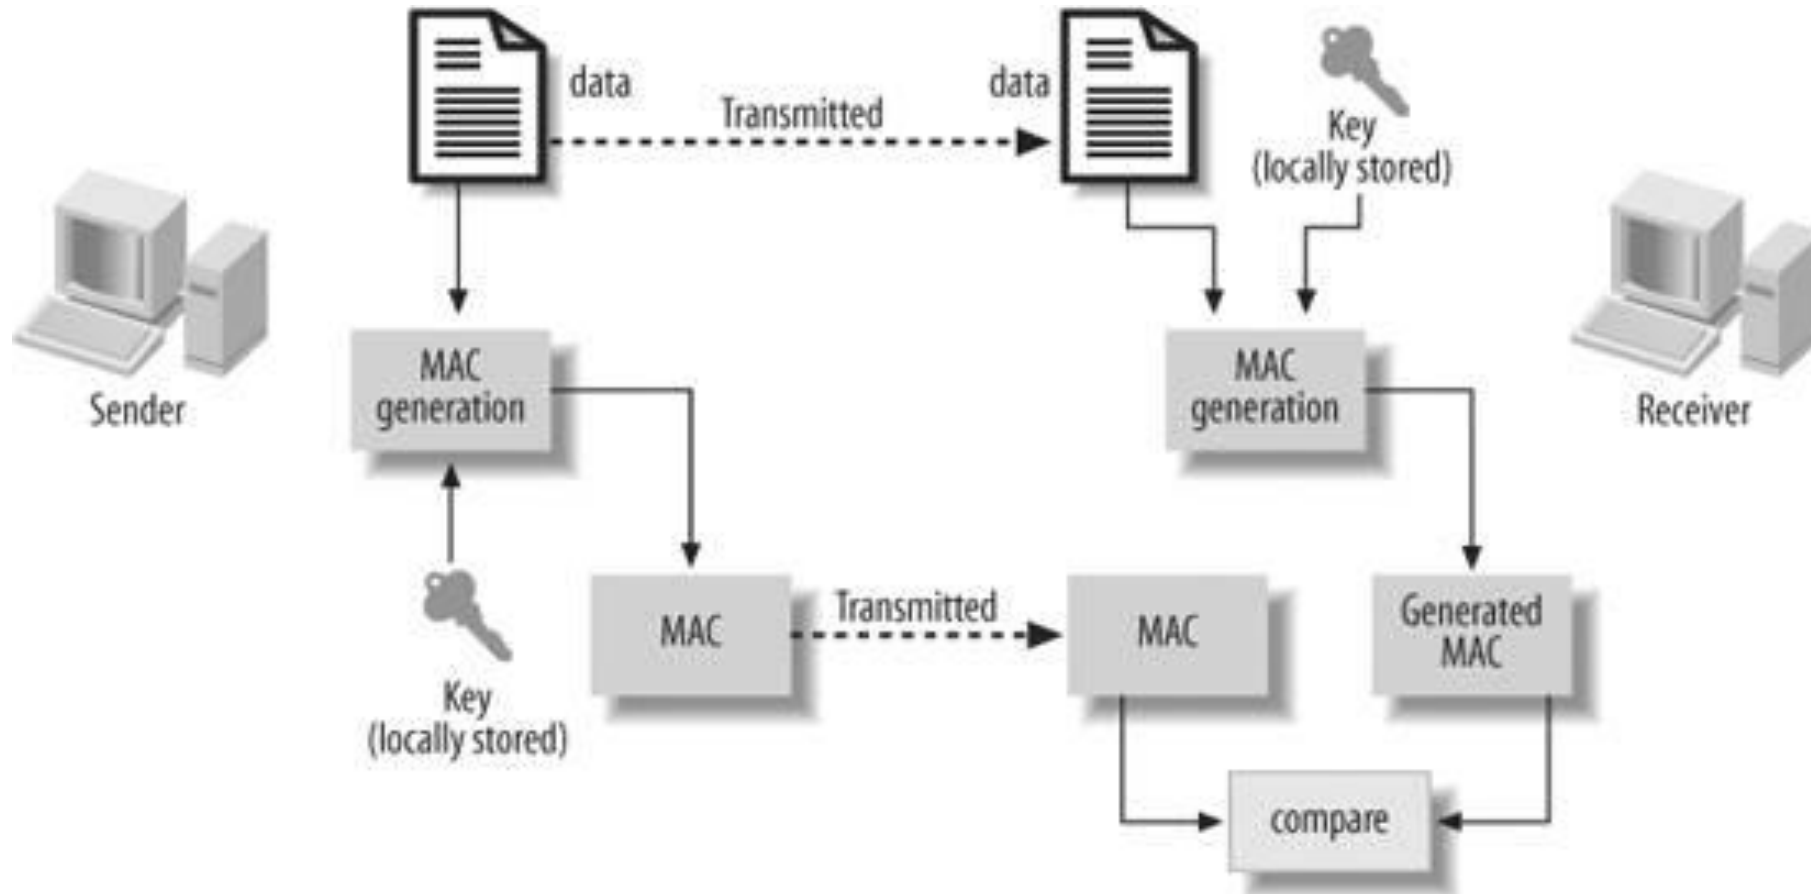 data
Transmitted
data
Key
(locally stored)
Sender
MAC
generation
MAC
generation
Receiver
MAC
Transmitted
MAC
Generated
MAC
Key
(locally stored)
compare